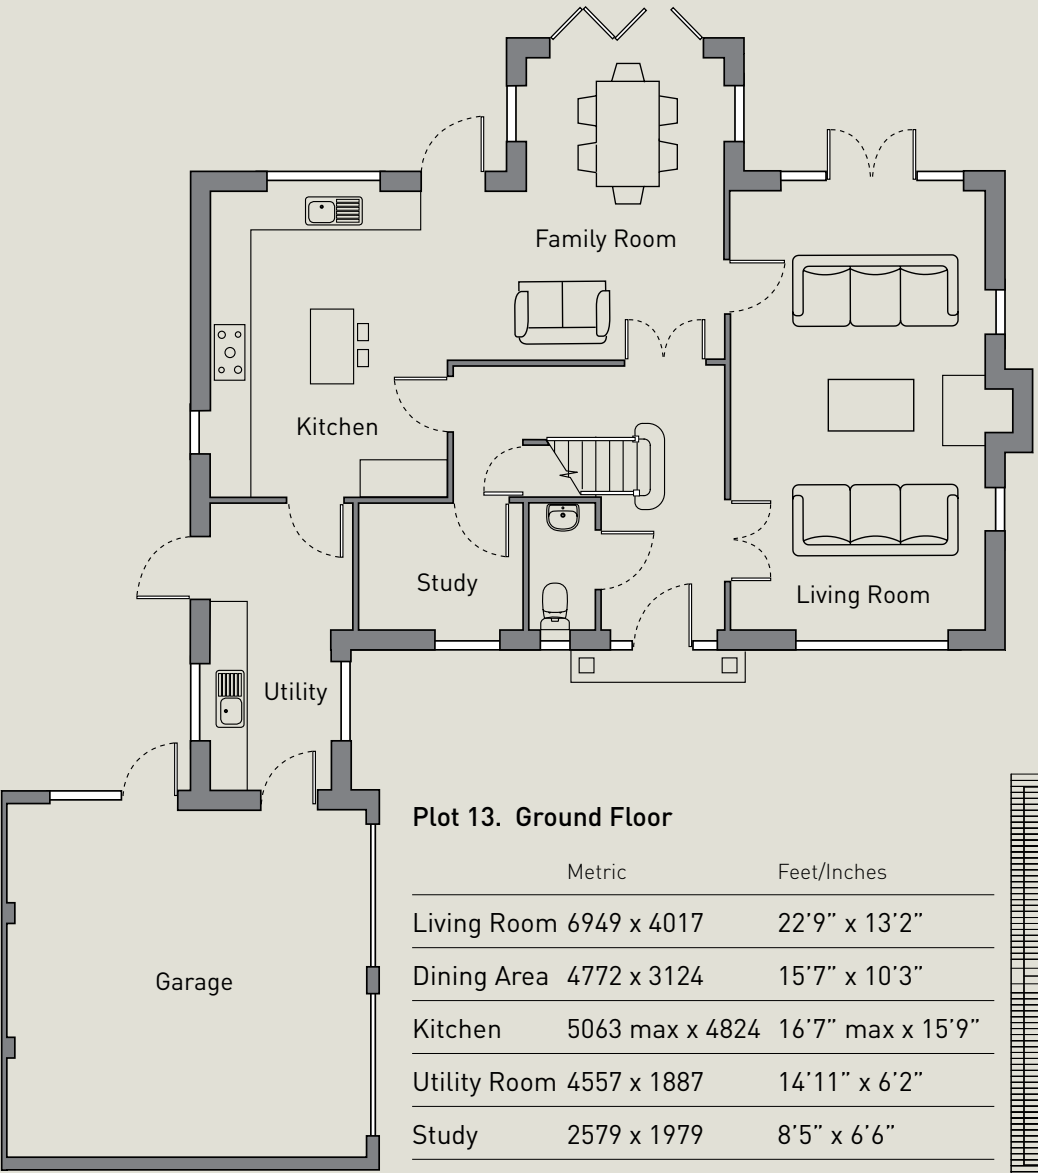 Family Room
Kitchen
Study
Living Room
Utility
Garage
Plot 13. Ground Floor
Metric Feet/Inches
Living Room 6949 x 4017 22’9” x 13’2”
Dining Area 4772 x 3124 15’7” x 10’3”
Kitchen 5063 max x 4824 16’7” max x 15’9”
Utility Room 4557 x 1887 14’11” x 6’2”
Study 2579 x 1979 8’5” x 6’6”